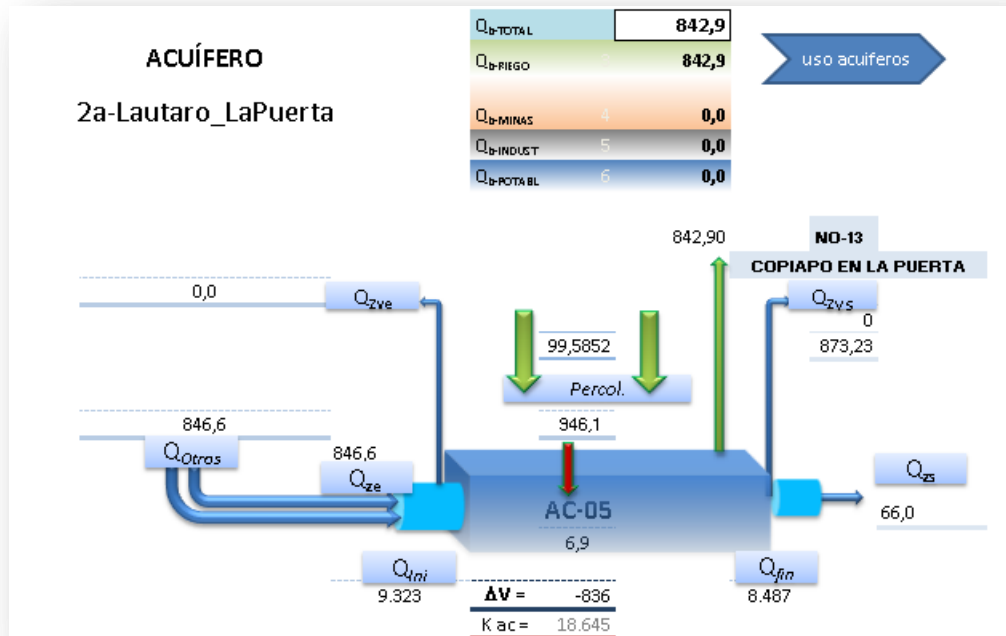 Qb-TOTAL 842,9
ACUÍFERO
Qb-RIEGO 3 842,9
uso acuiferos
2a-Lautaro_LaPuerta
Qb-MINAS 4 0,0
Qb-INDUST 5 0,0
Qb-POTABL 6 0,0
842,90
NO-13
COPIAPO EN LA PUERTA
0,0
Qzve
Qzvs
0
99,5852
873,23
Percol.
846,6
946,1
QOtros
846,6
Qze
Qzs
AC-05
66,0
6,9
QIni
Qfin
9.323
ΔV = -836
8.487
K ac = 18.645